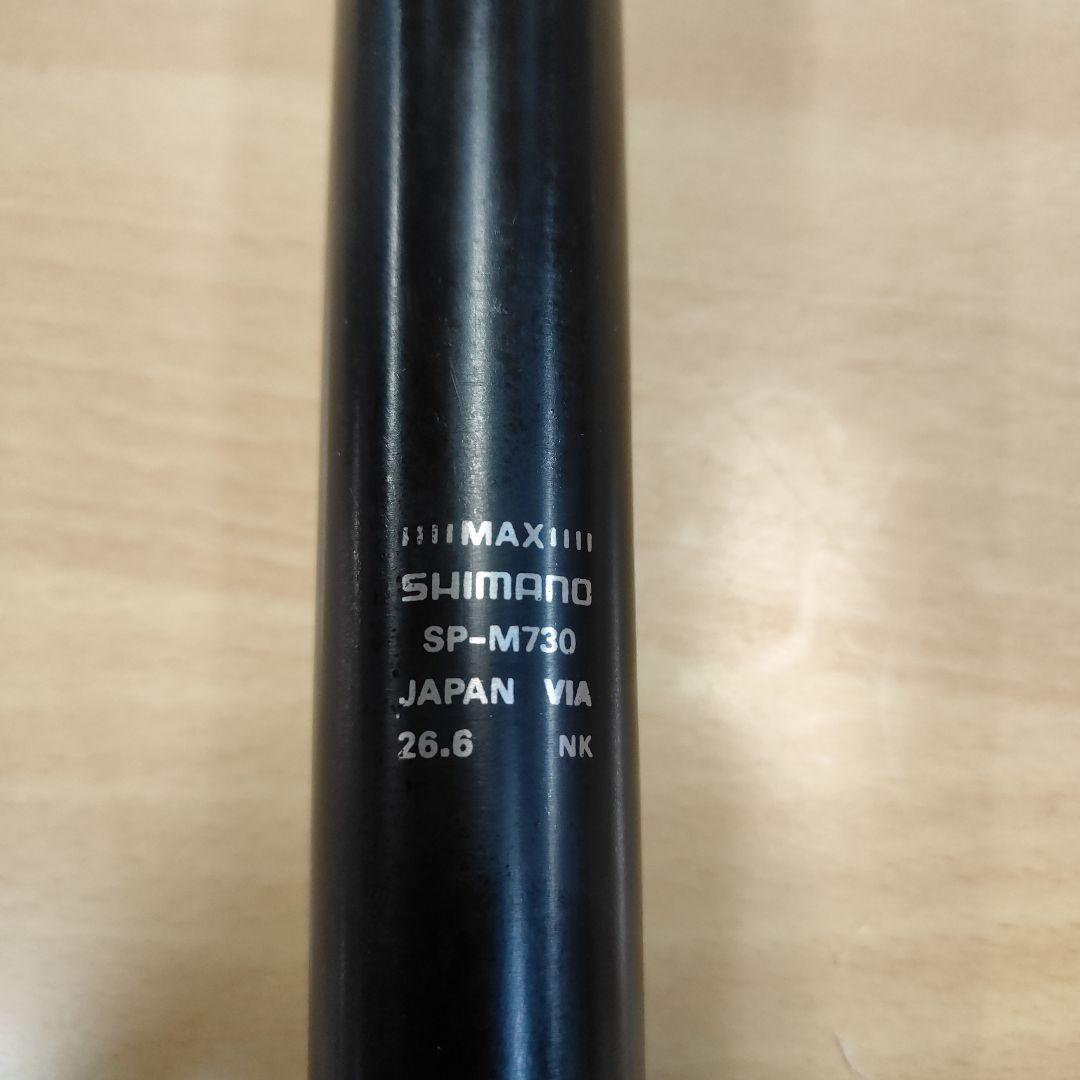 MAX
SHIMANO
SP-M730
JAPAN VIA
26.6 NK